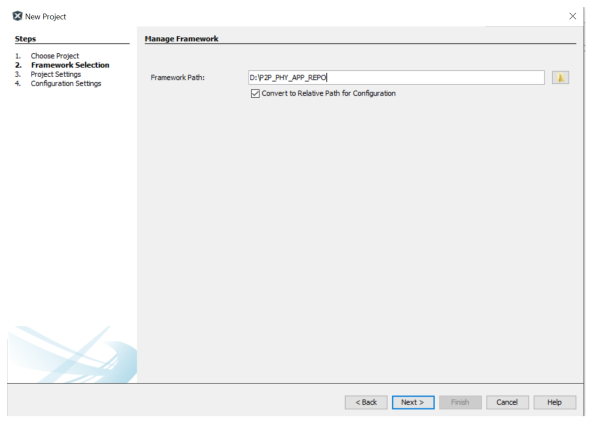 New Project
Steps
1. Choose Project
2. Framework Selection
3. Project Settings
4. Configuration Settings
Manage Framework
Framework Path: D:\P2P_PHY_APP_REPO
Convert to Relative Path for Configuration
< Back Next > Finish Cancel Help